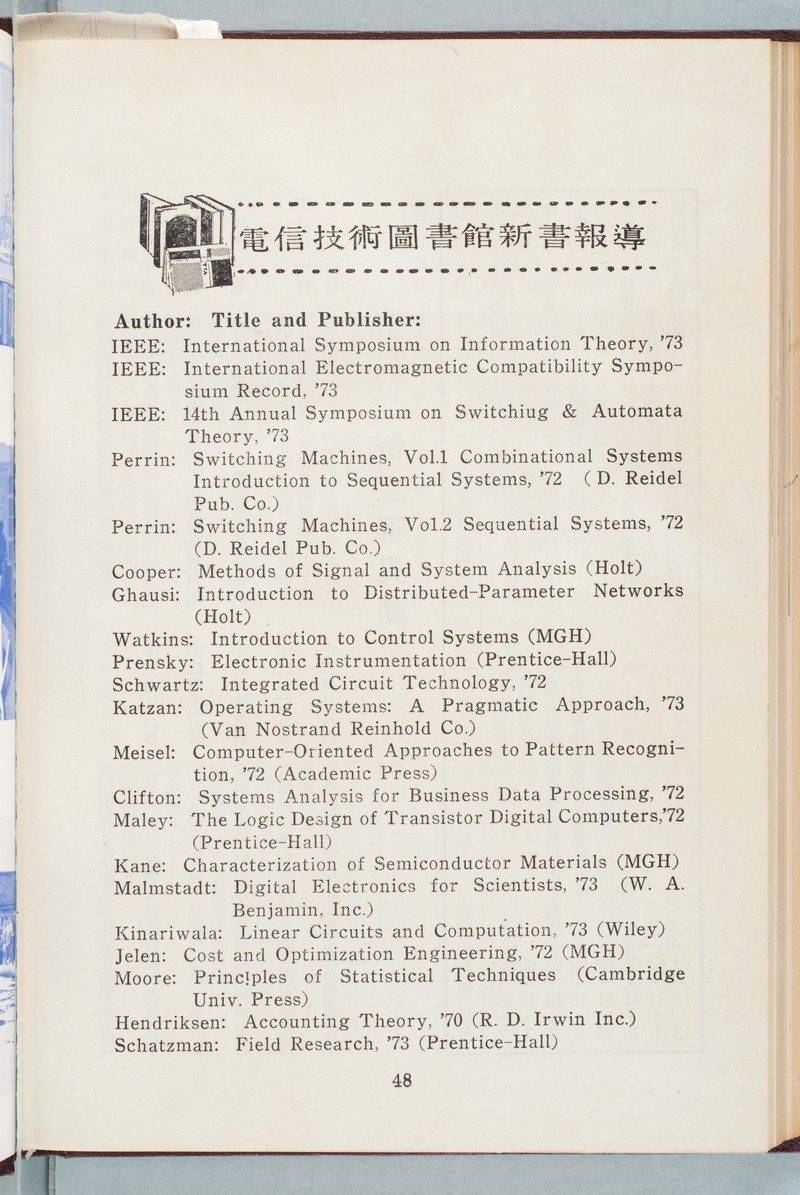 電信技術圖書館新書報導
Author: Title and Publisher:
IEEE: International Symposium on Information Theory, ’73
IEEE: International Electromagnetic Compatibility Sympo-
sium Record, ’73
IEEE: 14th Annual Symposium on Switchiug & Automata
Theory, ’73
Perrin: Switching Machines, Vol.1 Combinational Systems
Introduction to Sequential Systems, ’72 ( D. Reidel
Pub. Co.)
Perrin: Switching Machines, Vol.2 Sequential Systems, ’72
(D. Reidel Pub. Co.)
Cooper: Methods of Signal and System Analysis (Holt)
Ghausi: Introduction to Distributed-Parameter Networks
(Holt)
Watkins: Introduction to Control Systems (MGH)
Prensky: Electronic Instrumentation (Prentice-Hall)
Schwartz: Integrated Circuit Technology, ’72
Katzan: Operating Systems: A Pragmatic Approach, ’73
(Van Nostrand Reinhold Co.)
Meisel: Computer-Oriented Approaches to Pattern Recogni-
tion, ’72 (Academic Press)
Clifton: Systems Analysis for Business Data Processing, ’72
Maley: The Logic Design of Transistor Digital Computers,’72
(Prentice-Hall)
Kane: Characterization of Semiconductor Materials (MGH)
Malmstadt: Digital Electronics for Scientists, ’73 (W. A.
Benjamin, Inc.)
Kinariwala: Linear Circuits and Computation, ’73 (Wiley)
Jelen: Cost and Optimization Engineering, ’72 (MGH)
Moore: Principles of Statistical Techniques (Cambridge
Univ. Press)
Hendriksen: Accounting Theory, ’70 (R. D. Irwin Inc.)
Schatzman: Field Research, ’73 (Prentice-Hall)
48